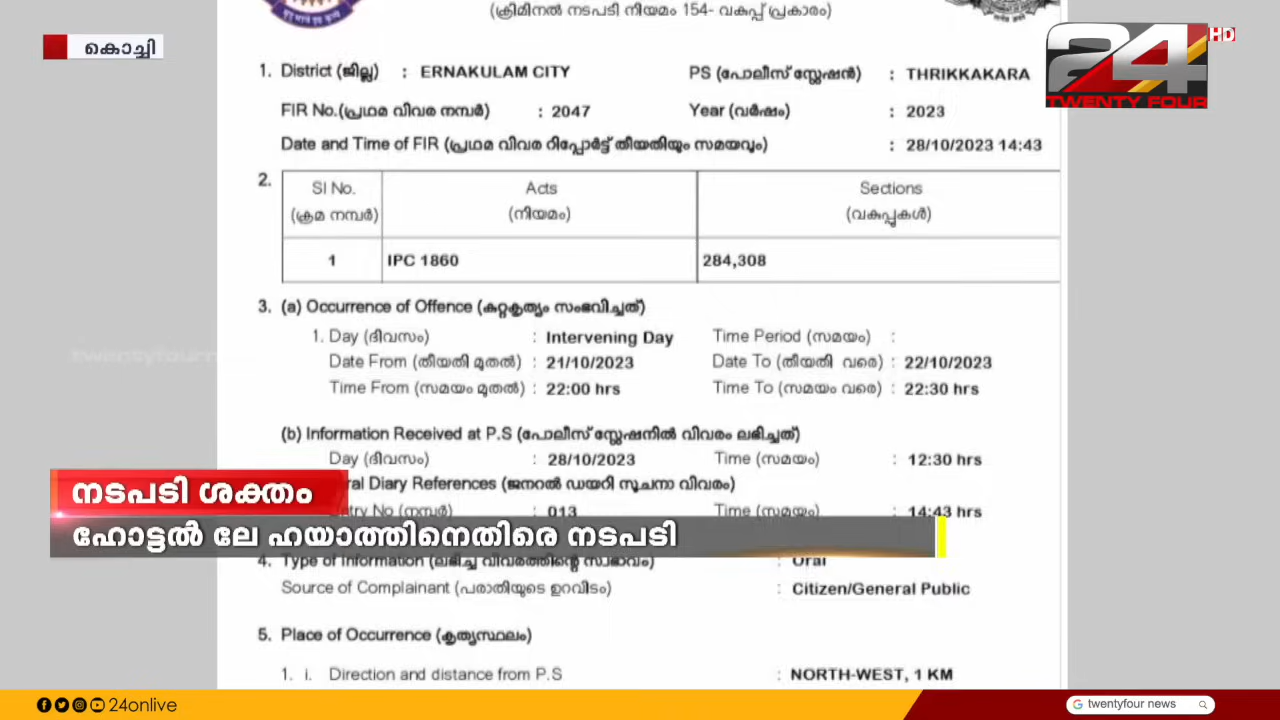 (ക്രിമിനൽ നടപടി നിയമം 154- വകുപ്പ് പ്രകാരം)
കൊച്ചി
24 HD
TWENTY FOUR
1. District (ജില്ല) : ERNAKULAM CITY PS (പോലീസ് സ്റ്റേഷൻ) : THRIKKAKARA
FIR No.(പ്രഥമ വിവര നമ്പർ) : 2047 Year (വർഷം) : 2023
Date and Time of FIR (പ്രഥമ വിവര റിപ്പോർട്ട് തീയതിയും സമയവും) : 28/10/2023 14:43
2. Sl No. Acts Sections
(ക്രമ നമ്പർ) (നിയമം) (വകുപ്പുകൾ)
1 IPC 1860 284,308
3. (a) Occurrence of Offence (കുറ്റകൃത്യം സംഭവിച്ചത്)
1. Day (ദിവസം) : Intervening Day Time Period (സമയം) :
Date From (തീയതി മുതൽ) : 21/10/2023 Date To (തീയതി വരെ) : 22/10/2023
Time From (സമയം മുതൽ) : 22:00 hrs Time To (സമയം വരെ) : 22:30 hrs
(b) Information Received at P.S (പോലീസ് സ്റ്റേഷനിൽ വിവരം ലഭിച്ചത്)
Day (ദിവസം) : 28/10/2023 Time (സമയം) : 12:30 hrs
Diary References (ജനറൽ ഡയറി സൂചനാ വിവരം)
നടപടി ശക്തം
No (നമ്പർ) : 013 Time (സമയം) : 14:43 hrs
ഹോട്ടൽ ലേ ഹയാത്തിനെതിരെ നടപടി
4. Type of Information (ലഭിച്ച വിവരത്തിന്റെ സ്വഭാവം) : Oral
Source of Complainant (പരാതിയുടെ ഉറവിടം) : Citizen/General Public
5. Place of Occurrence (കൃത്യസ്ഥലം)
1. i. Direction and distance from P.S : NORTH-WEST, 1 KM
24onlive
twentyfour news